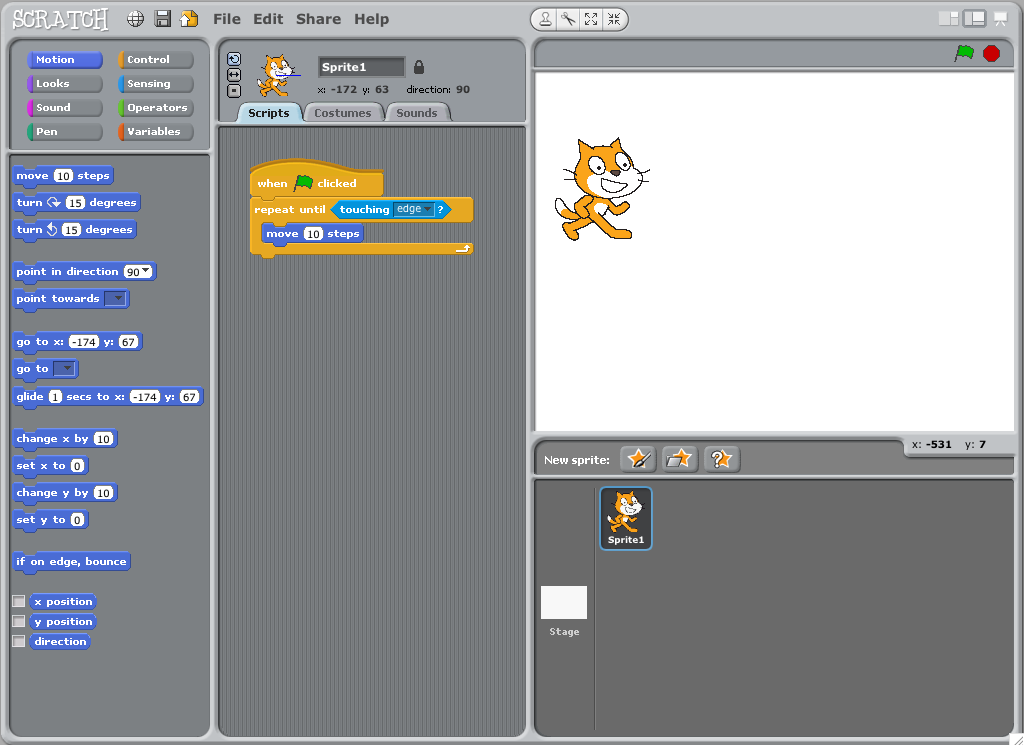 SCRATCH File Edit Share Help
Motion Control
Looks Sensing
Sound Operators
Pen Variables
move 10 steps
turn 15 degrees
turn 15 degrees
point in direction 90
point towards
go to x: -174 y: 67
go to
glide 1 secs to x: -174 y: 67
change x by 10
set x to 0
change y by 10
set y to 0
if on edge, bounce
x position
y position
direction
Sprite1
x: -172 y: 63 direction: 90
Scripts Costumes Sounds
when clicked
repeat until touching edge ?
move 10 steps
x: -531 y: 7
New sprite:
Sprite1
Stage